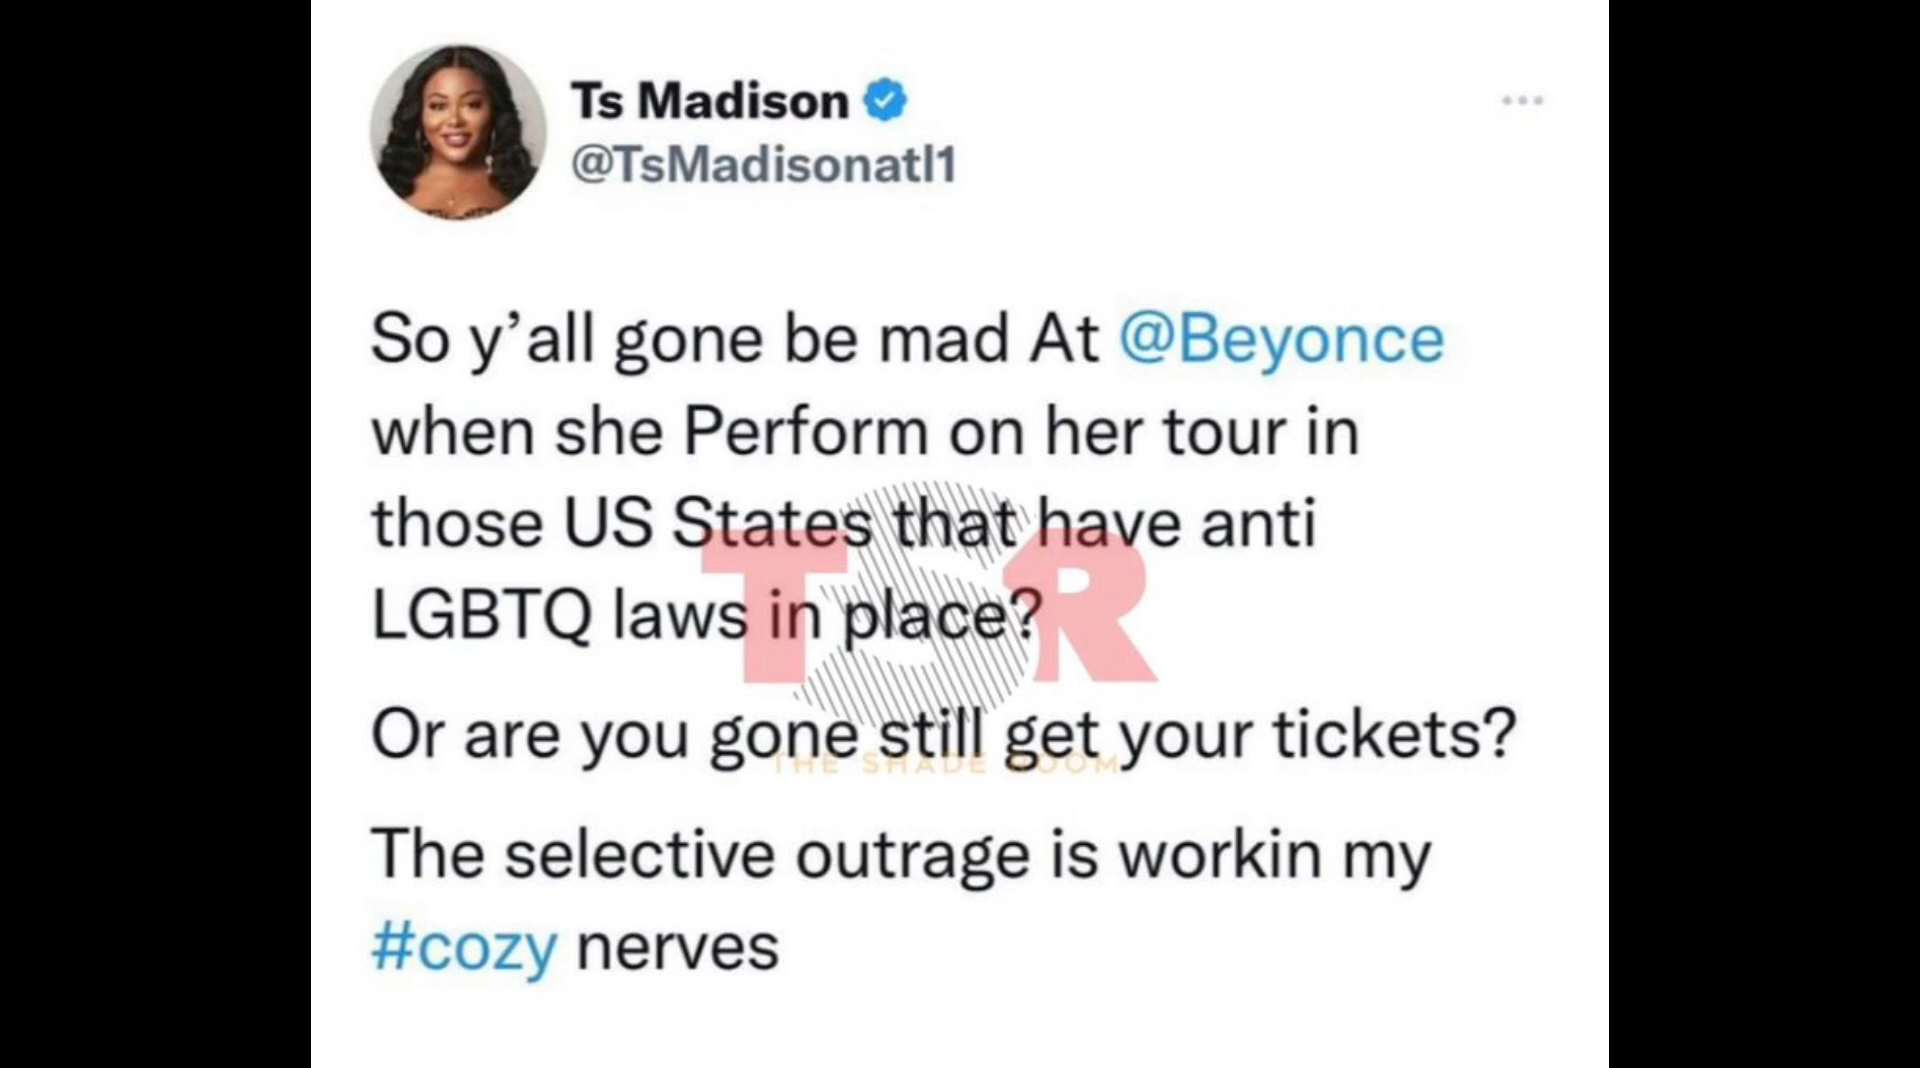 Ts Madison
@TsMadisonatl1
So y’all gone be mad At @Beyonce
when she Perform on her tour in
those US States that have anti
LGBTQ laws in place?
Or are you gone still get your tickets?
The selective outrage is workin my
#cozy nerves
TSR
THE SHADE ROOM